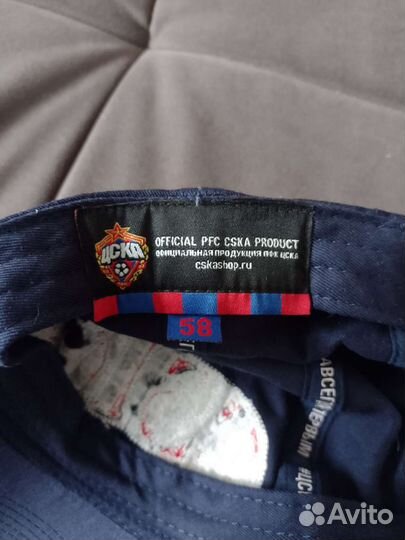 ЦСКА
OFFICIAL PFC CSKA PRODUCT
ОФИЦИАЛЬНАЯ ПРОДУКЦИЯ ПФК ЦСКА
cskashop.ru
58
Avito